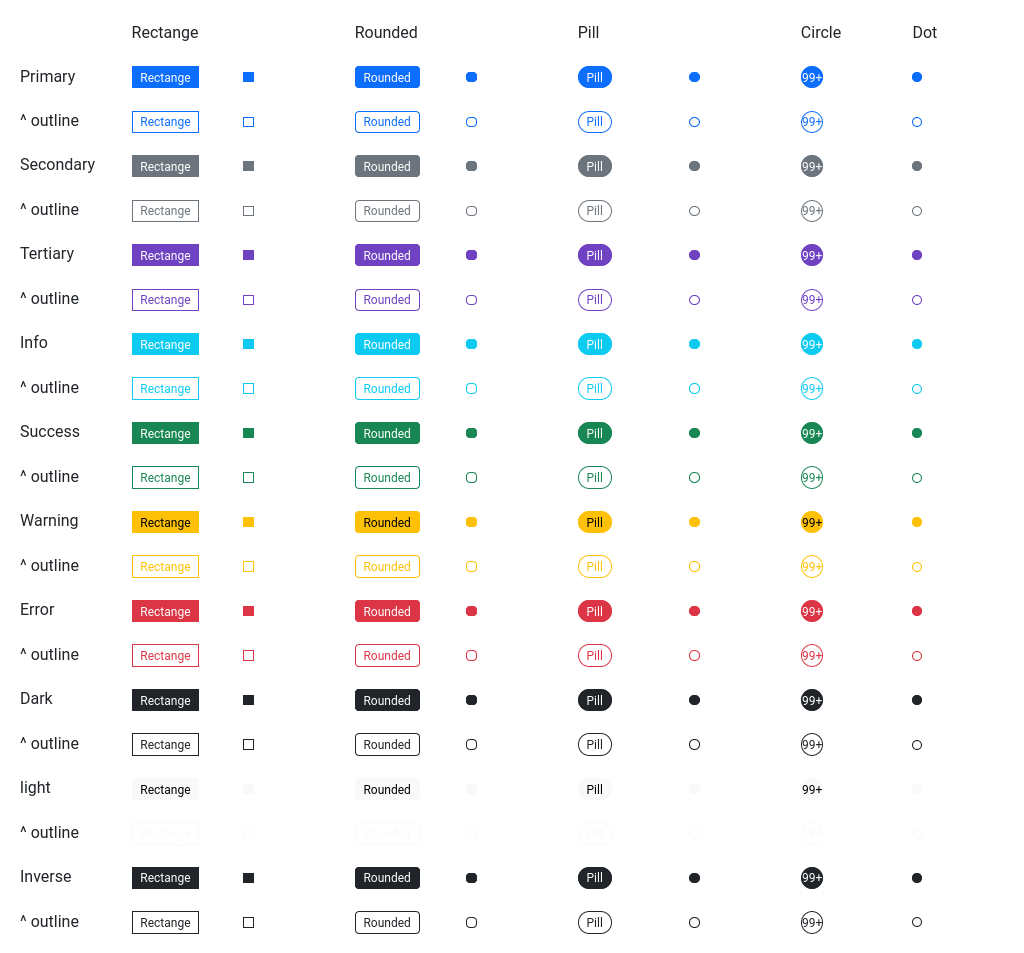 Rectange Rounded Pill Circle Dot
Primary Rectange Rounded Pill 99+
^ outline Rectange Rounded Pill 99+
Secondary Rectange Rounded Pill 99+
^ outline Rectange Rounded Pill 99+
Tertiary Rectange Rounded Pill 99+
^ outline Rectange Rounded Pill 99+
Info Rectange Rounded Pill 99+
^ outline Rectange Rounded Pill 99+
Success Rectange Rounded Pill 99+
^ outline Rectange Rounded Pill 99+
Warning Rectange Rounded Pill 99+
^ outline Rectange Rounded Pill 99+
Error Rectange Rounded Pill 99+
^ outline Rectange Rounded Pill 99+
Dark Rectange Rounded Pill 99+
^ outline Rectange Rounded Pill 99+
light Rectange Rounded Pill 99+
^ outline Rectange Rounded Pill 99+
Inverse Rectange Rounded Pill 99+
^ outline Rectange Rounded Pill 99+